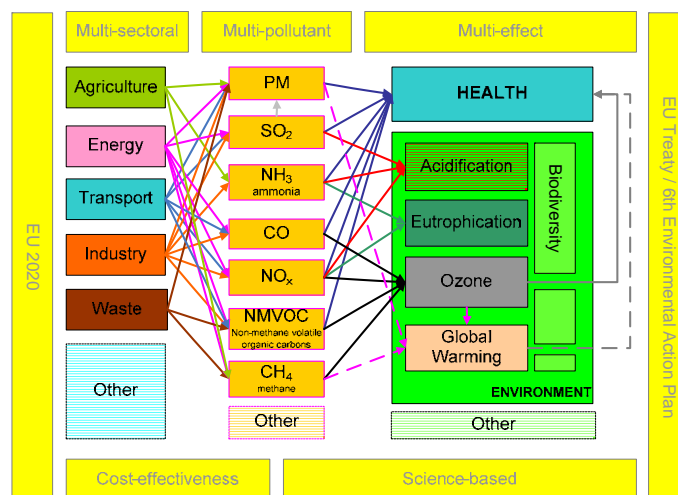 Multi-sectoral
Multi-pollutant
Multi-effect
EU 2020
Agriculture
Energy
Transport
Industry
Waste
Other
PM
SO₂
NH₃
ammonia
CO
NOₓ
NMVOC
Non-methane volatile
organic carbons
CH₄
methane
Other
HEALTH
Acidification
Eutrophication
Ozone
Global
Warming
Biodiversity
ENVIRONMENT
Other
EU Treaty / 6th Environmental Action Plan
Cost-effectiveness
Science-based